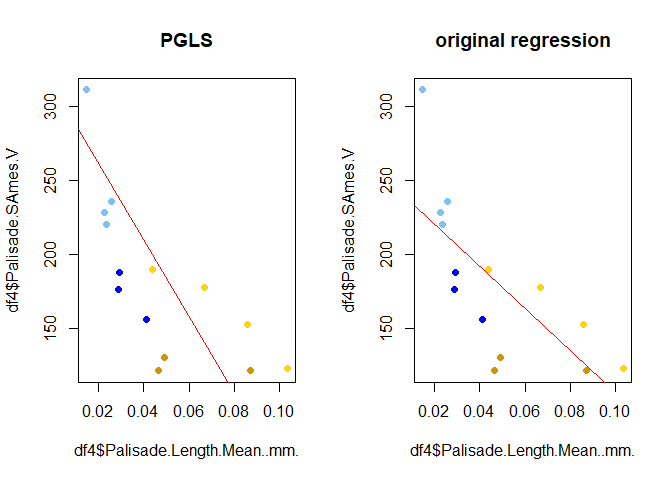 PGLS
df4$Palisade.SAmes.V
300
250
200
150
0.02 0.04 0.06 0.08 0.10
df4$Palisade.Length.Mean..mm.
original regression
df4$Palisade.SAmes.V
300
250
200
150
0.02 0.04 0.06 0.08 0.10
df4$Palisade.Length.Mean..mm.